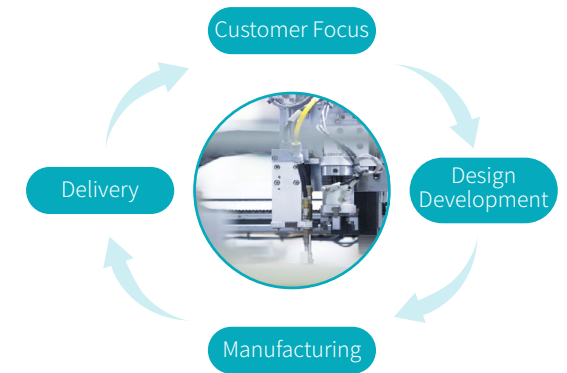 Customer Focus
Design
Development
Manufacturing
Delivery